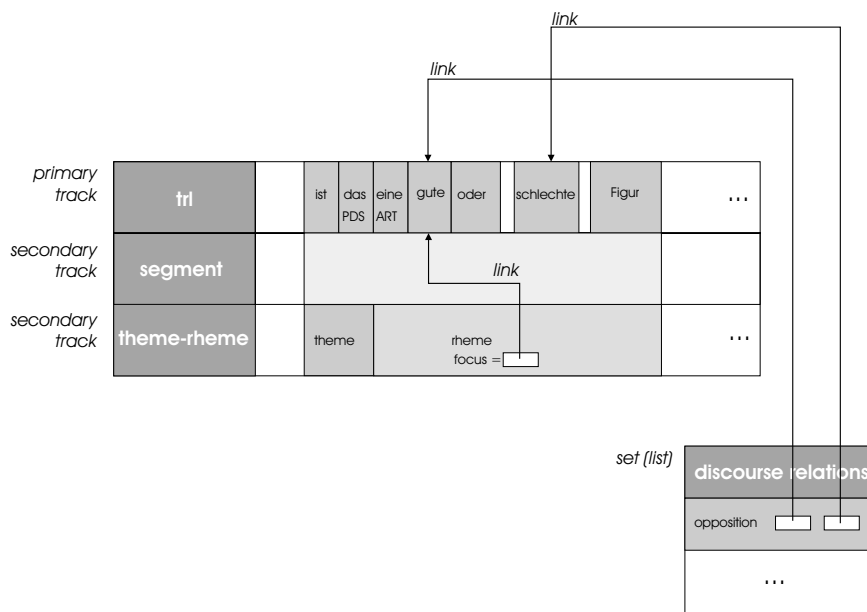 link
link
primary
track
trl
ist
das
PDS
eine
ART
gute
oder
schlechte
Figur
...
secondary
track
segment
link
secondary
track
theme-rheme
theme
rheme
focus =
...
set (list)
discourse relations
opposition
...